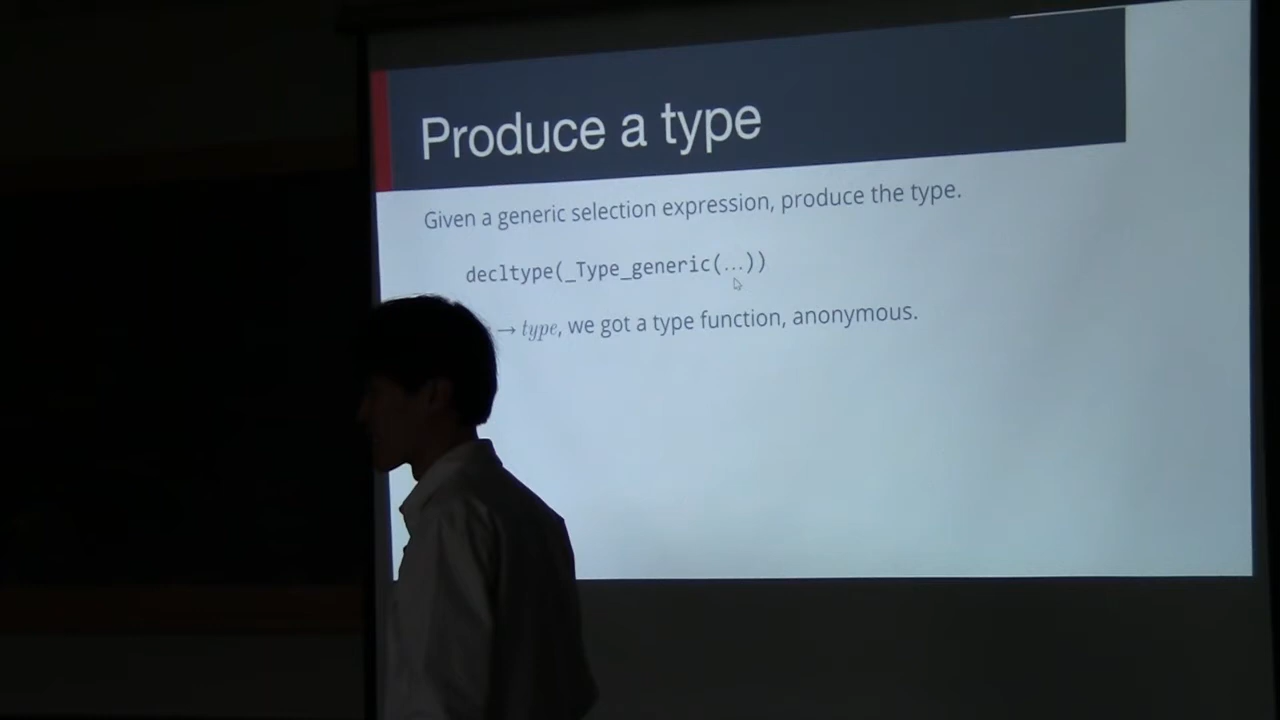 Produce a type
Given a generic selection expression, produce the type.
decltype(_Type_generic(...))
→ type, we got a type function, anonymous.